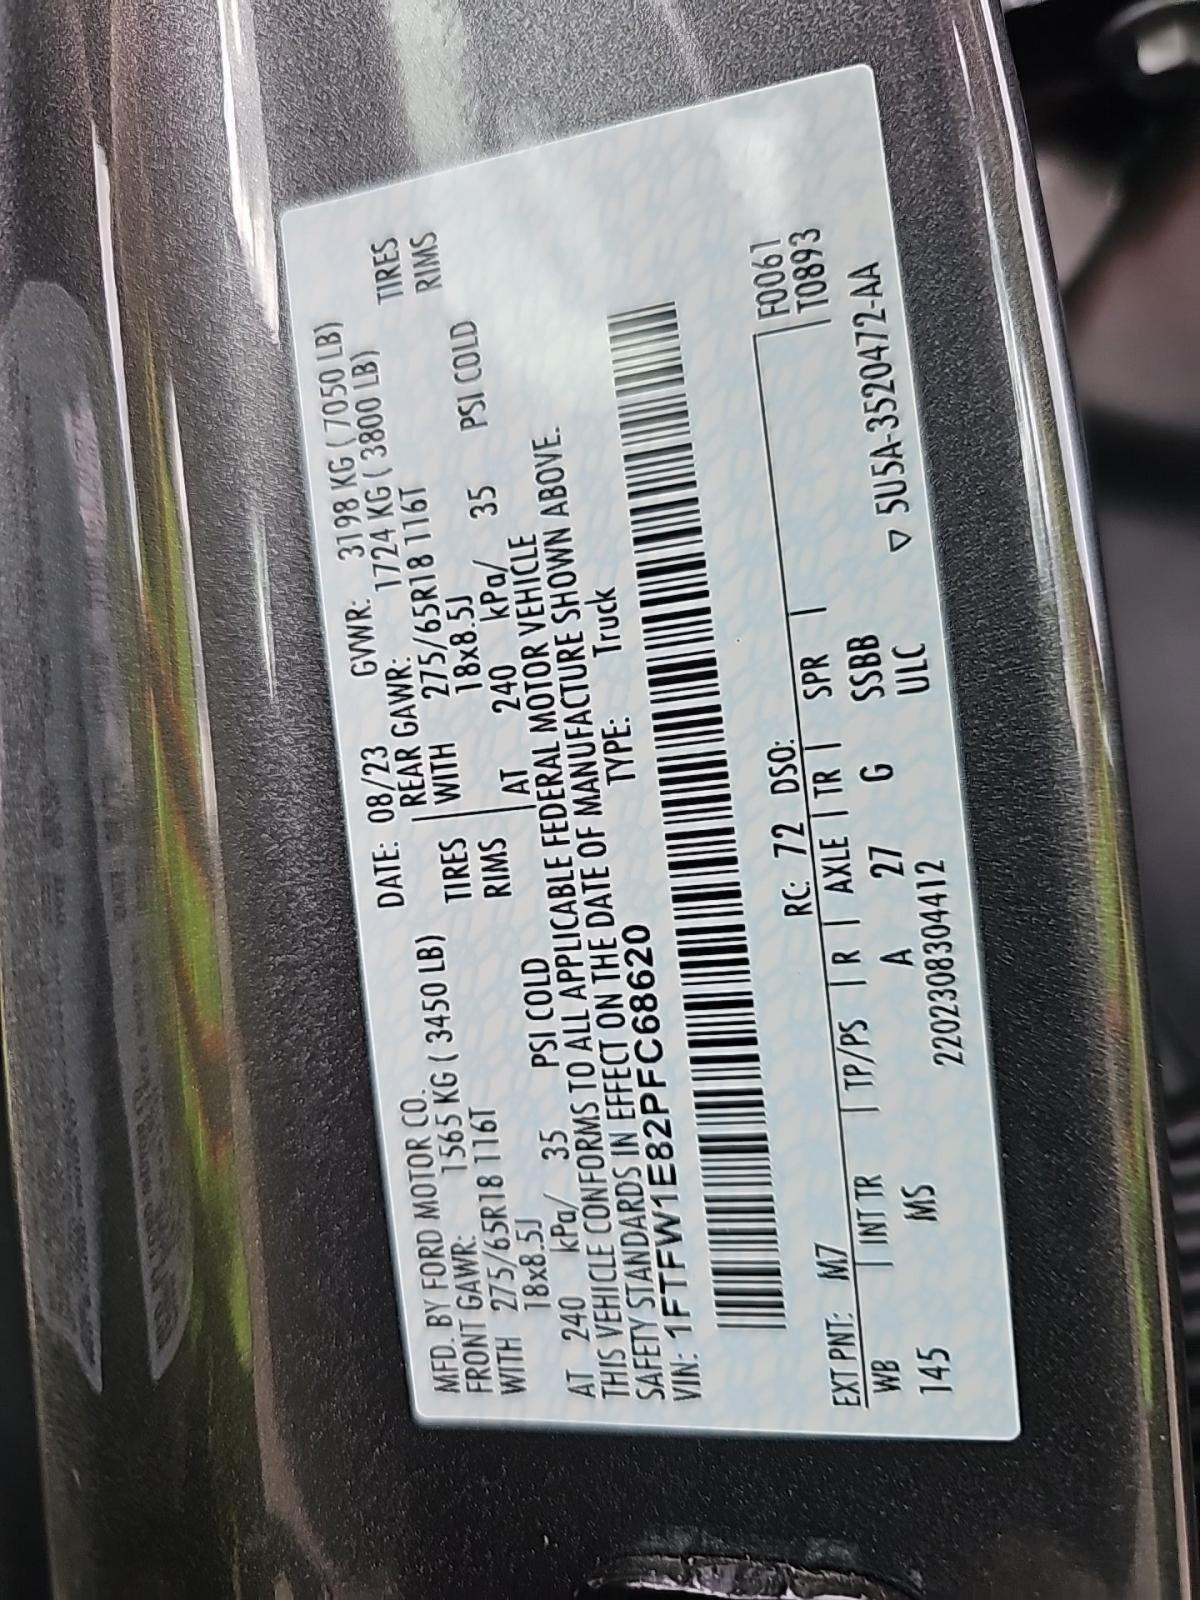 MFD. BY FORD MOTOR CO. DATE: 08/23 GVWR: 3198 KG ( 7050 LB)
FRONT GAWR: 1565 KG ( 3450 LB) REAR GAWR: 1724 KG ( 3800 LB)
WITH 275/65R18 116T TIRES WITH 275/65R18 116T TIRES
18x8.5J RIMS 18x8.5J RIMS
AT 240 kPa/ 35 PSI COLD AT 240 kPa/ 35 PSI COLD
THIS VEHICLE CONFORMS TO ALL APPLICABLE FEDERAL MOTOR VEHICLE
SAFETY STANDARDS IN EFFECT ON THE DATE OF MANUFACTURE SHOWN ABOVE.
VIN: 1FTFW1E82PFC68620 TYPE: Truck
F0061
T0893
EXT PNT: M7 RC: 72 DSO:
WB INT TR TP/PS R AXLE TR SPR
145 MS A 27 G SSBB
2202308304412 ULC
▽ 5U5A-3520472-AA